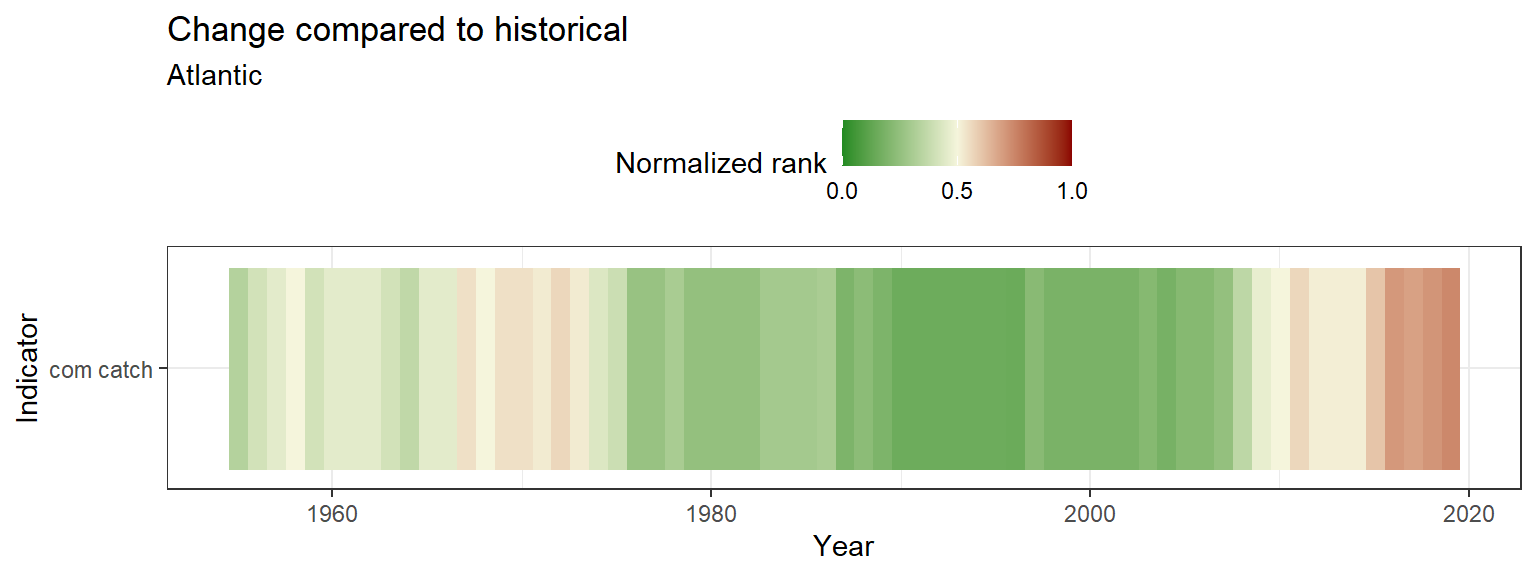 Change compared to historical
Atlantic
Normalized rank
0.0 0.5 1.0
Indicator
com catch
1960 1980 2000 2020
Year